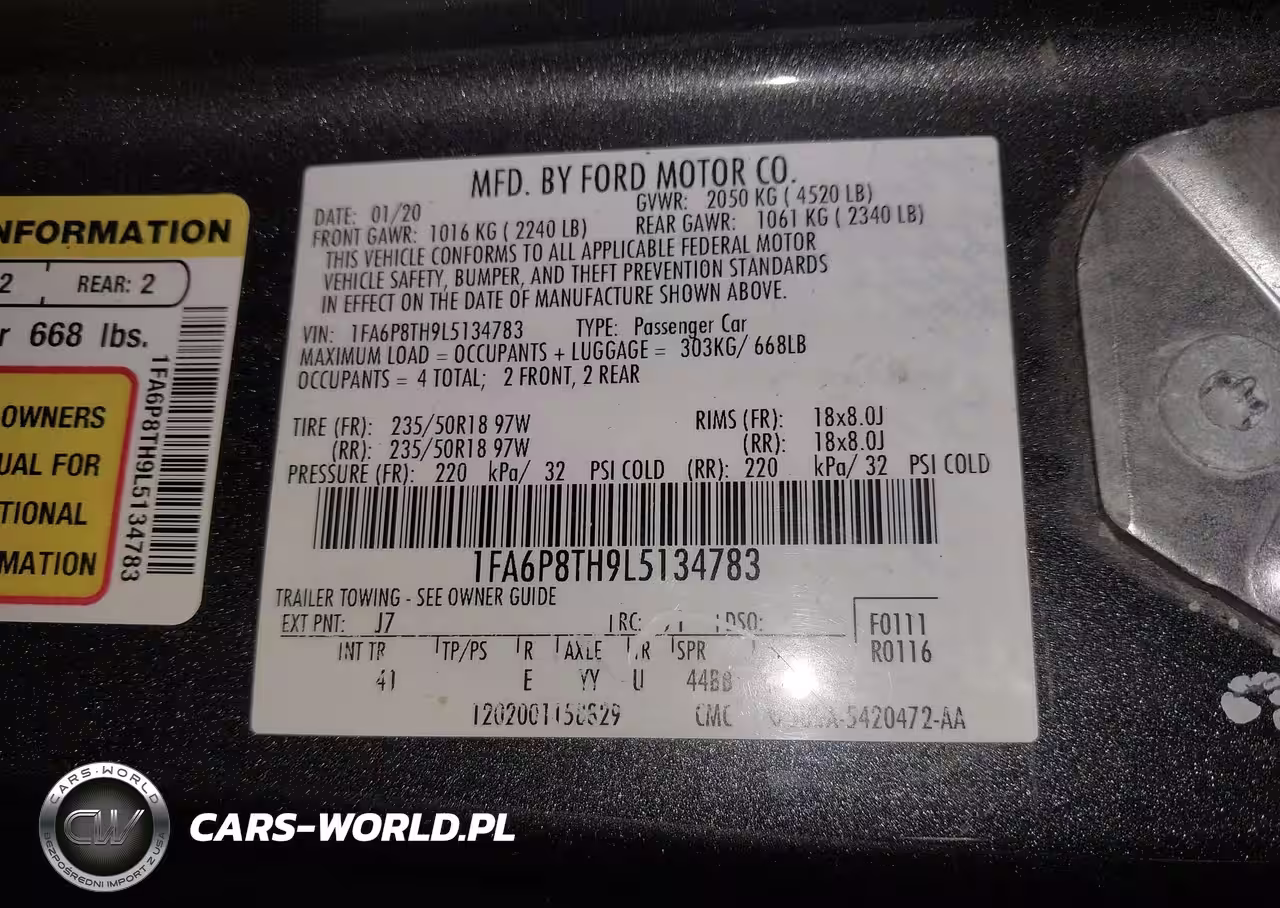 NFORMATION
2 REAR: 2
r 668 lbs.
OWNERS
UAL FOR
TIONAL
MATION
1FA6P8TH9L5134783
MFD. BY FORD MOTOR CO.
DATE: 01/20 GVWR: 2050 KG ( 4520 LB)
FRONT GAWR: 1016 KG ( 2240 LB) REAR GAWR: 1061 KG ( 2340 LB)
THIS VEHICLE CONFORMS TO ALL APPLICABLE FEDERAL MOTOR
VEHICLE SAFETY, BUMPER, AND THEFT PREVENTION STANDARDS
IN EFFECT ON THE DATE OF MANUFACTURE SHOWN ABOVE.
VIN: 1FA6P8TH9L5134783 TYPE: Passenger Car
MAXIMUM LOAD = OCCUPANTS + LUGGAGE = 303KG/ 668LB
OCCUPANTS = 4 TOTAL; 2 FRONT, 2 REAR
TIRE (FR): 235/50R18 97W RIMS (FR): 18x8.0J
(RR): 235/50R18 97W (RR): 18x8.0J
PRESSURE (FR): 220 kPa/ 32 PSI COLD (RR): 220 kPa/ 32 PSI COLD
1FA6P8TH9L5134783
TRAILER TOWING - SEE OWNER GUIDE
EXT PNT: J7 RC: DSO: F0111
INT TR TP/PS R AXLE TR SPR R0116
41 E YY U 44BB
CMC
CARS-WORLD
CW
BEZPOŚREDNI IMPORT Z USA
CARS-WORLD.PL